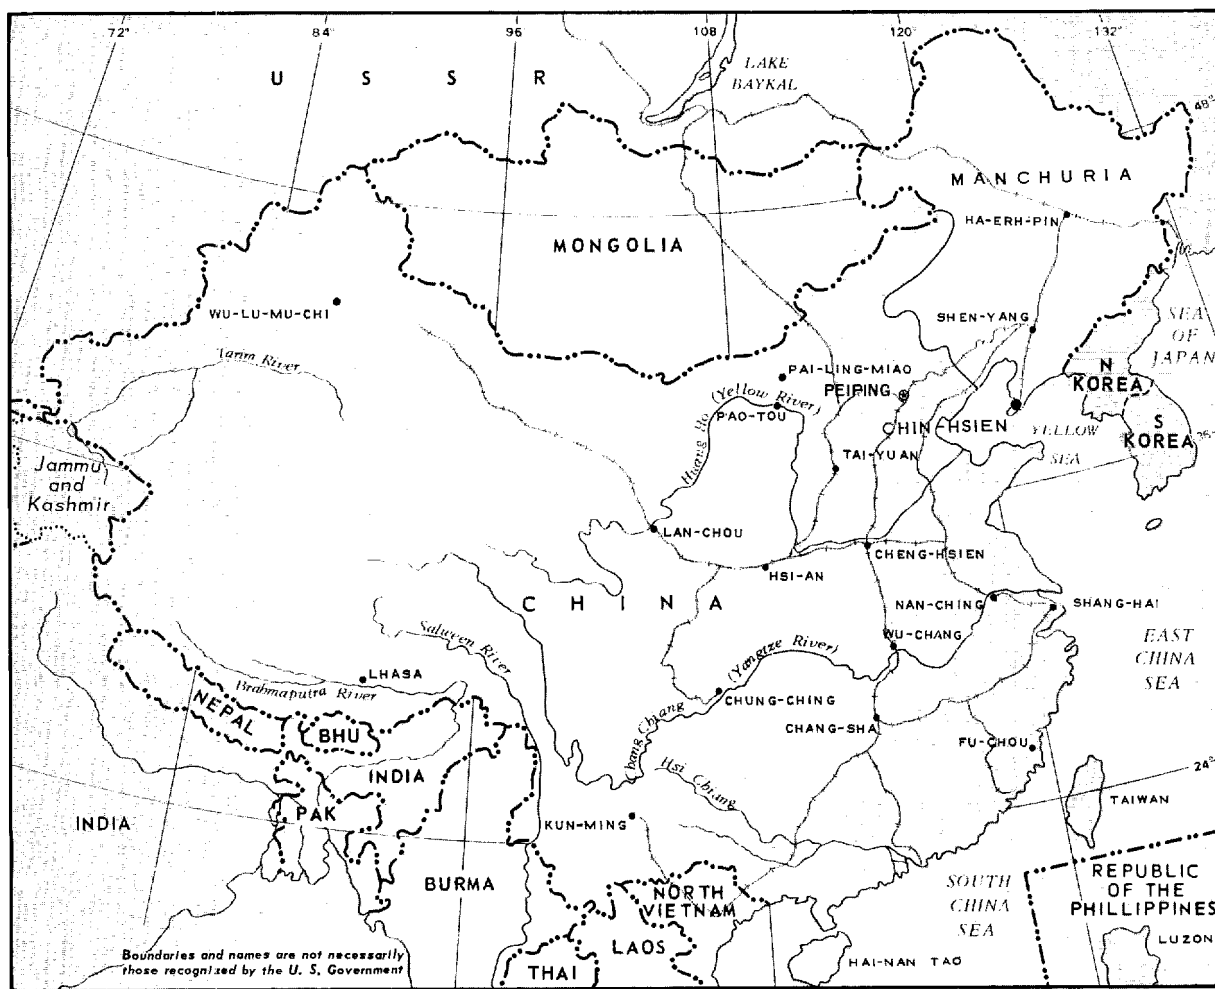 72°
84°
96
108
120°
132°
U S S R
LAKE
BAYKAL
48°
MANCHURIA
HA-ERH-PIN
MONGOLIA
WU-LU-MU-CHI
SHEN-YANG
SEA
OF
JAPAN
Tarim River
PAI-LING-MIAO
PEIPING
N
KOREA
Huang Ho (Yellow River)
PAO-TOU
CHIN-HSIEN
YELLOW
SEA
S
KOREA
TAI-YUAN
Jammu
and
Kashmir
LAN-CHOU
CHENG-HSIEN
HSI-AN
CHINA
NAN-CHING
SHANG-HAI
Salween River
WU-CHANG
EAST
CHINA
SEA
LHASA
Brahmaputra River
Chang Chiang (Yangtze River)
CHUNG-CHING
NEPAL
BHU
CHANG-SHA
FU-CHOU
Hsi Chiang
24°
INDIA
TAIWAN
PAK
INDIA
KUN-MING
BURMA
NORTH
VIETNAM
SOUTH
CHINA
SEA
REPUBLIC
OF THE
PHILLIPPINES
LAOS
LUZON
HAI-NAN TAO
THAI
Boundaries and names are not necessarily
those recognized by the U. S. Government